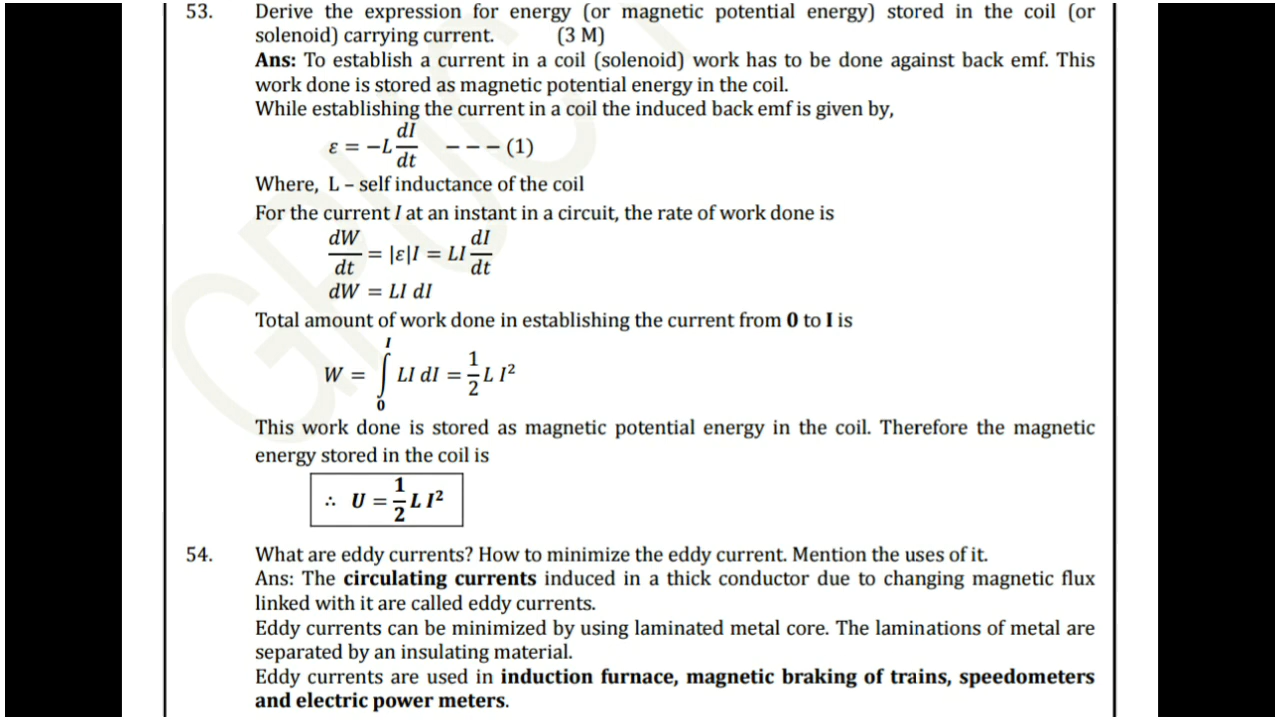 53. Derive the expression for energy (or magnetic potential energy) stored in the coil (or
solenoid) carrying current. (3 M)
Ans: To establish a current in a coil (solenoid) work has to be done against back emf. This
work done is stored as magnetic potential energy in the coil.
While establishing the current in a coil the induced back emf is given by,
ε = −L dI/dt − − − (1)
Where, L – self inductance of the coil
For the current I at an instant in a circuit, the rate of work done is
dW/dt = |ε|I = LI dI/dt
dW = LI dI
Total amount of work done in establishing the current from 0 to I is
W = ∫₀ᴵ LI dI = 1/2 L I²
This work done is stored as magnetic potential energy in the coil. Therefore the magnetic
energy stored in the coil is
∴ U = 1/2 L I²
54. What are eddy currents? How to minimize the eddy current. Mention the uses of it.
Ans: The circulating currents induced in a thick conductor due to changing magnetic flux
linked with it are called eddy currents.
Eddy currents can be minimized by using laminated metal core. The laminations of metal are
separated by an insulating material.
Eddy currents are used in induction furnace, magnetic braking of trains, speedometers
and electric power meters.